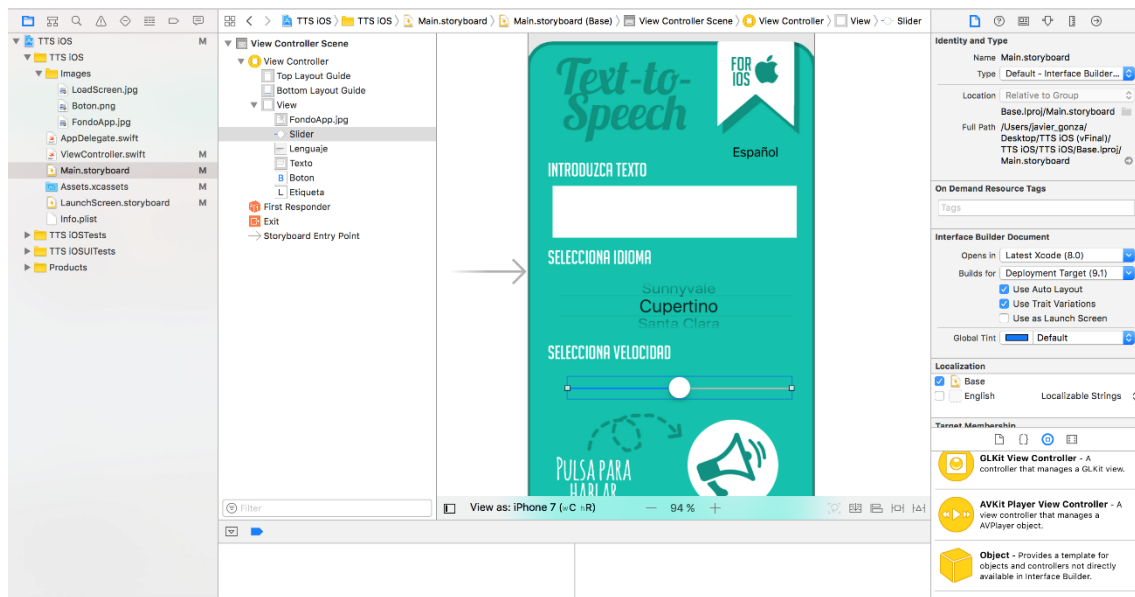 TTS iOS
TTS iOS
Main.storyboard
Main.storyboard (Base)
View Controller Scene
View Controller
View
Slider
TTS iOS M
TTS iOS
Images
LoadScreen.jpg
Boton.png
FondoApp.jpg
AppDelegate.swift
ViewController.swift M
Main.storyboard M
Assets.xcassets M
LaunchScreen.storyboard M
Info.plist
TTS iOSTests
TTS iOSUITests
Products
View Controller Scene
View Controller
Top Layout Guide
Bottom Layout Guide
View
FondoApp.jpg
Slider
Lenguaje
Texto
B Boton
L Etiqueta
First Responder
Exit
Storyboard Entry Point
Filter
Text-to-
Speech
FOR
IOS
Español
INTRODUZCA TEXTO
SELECCIONA IDIOMA
Sunnyvale
Cupertino
Santa Clara
SELECCIONA VELOCIDAD
PULSA PARA
HABLAR
View as: iPhone 7 (wC hR)
94 %
Identity and Type
Name Main.storyboard
Type Default - Interface Builder...
Location Relative to Group
Base.lproj/Main.storyboard
Full Path /Users/javier_gonza/
Desktop/TTS iOS (vFinal)/
TTS iOS/TTS iOS/Base.lproj/
Main.storyboard
On Demand Resource Tags
Tags
Interface Builder Document
Opens in Latest Xcode (8.0)
Builds for Deployment Target (9.1)
Use Auto Layout
Use Trait Variations
Use as Launch Screen
Global Tint Default
Localization
Base
English Localizable Strings
Target Membership
GLKit View Controller - A
controller that manages a GLKit view.
AVKit Player View Controller - A
view controller that manages a
AVPlayer object.
Object - Provides a template for
objects and controllers not directly
available in Interface Builder.